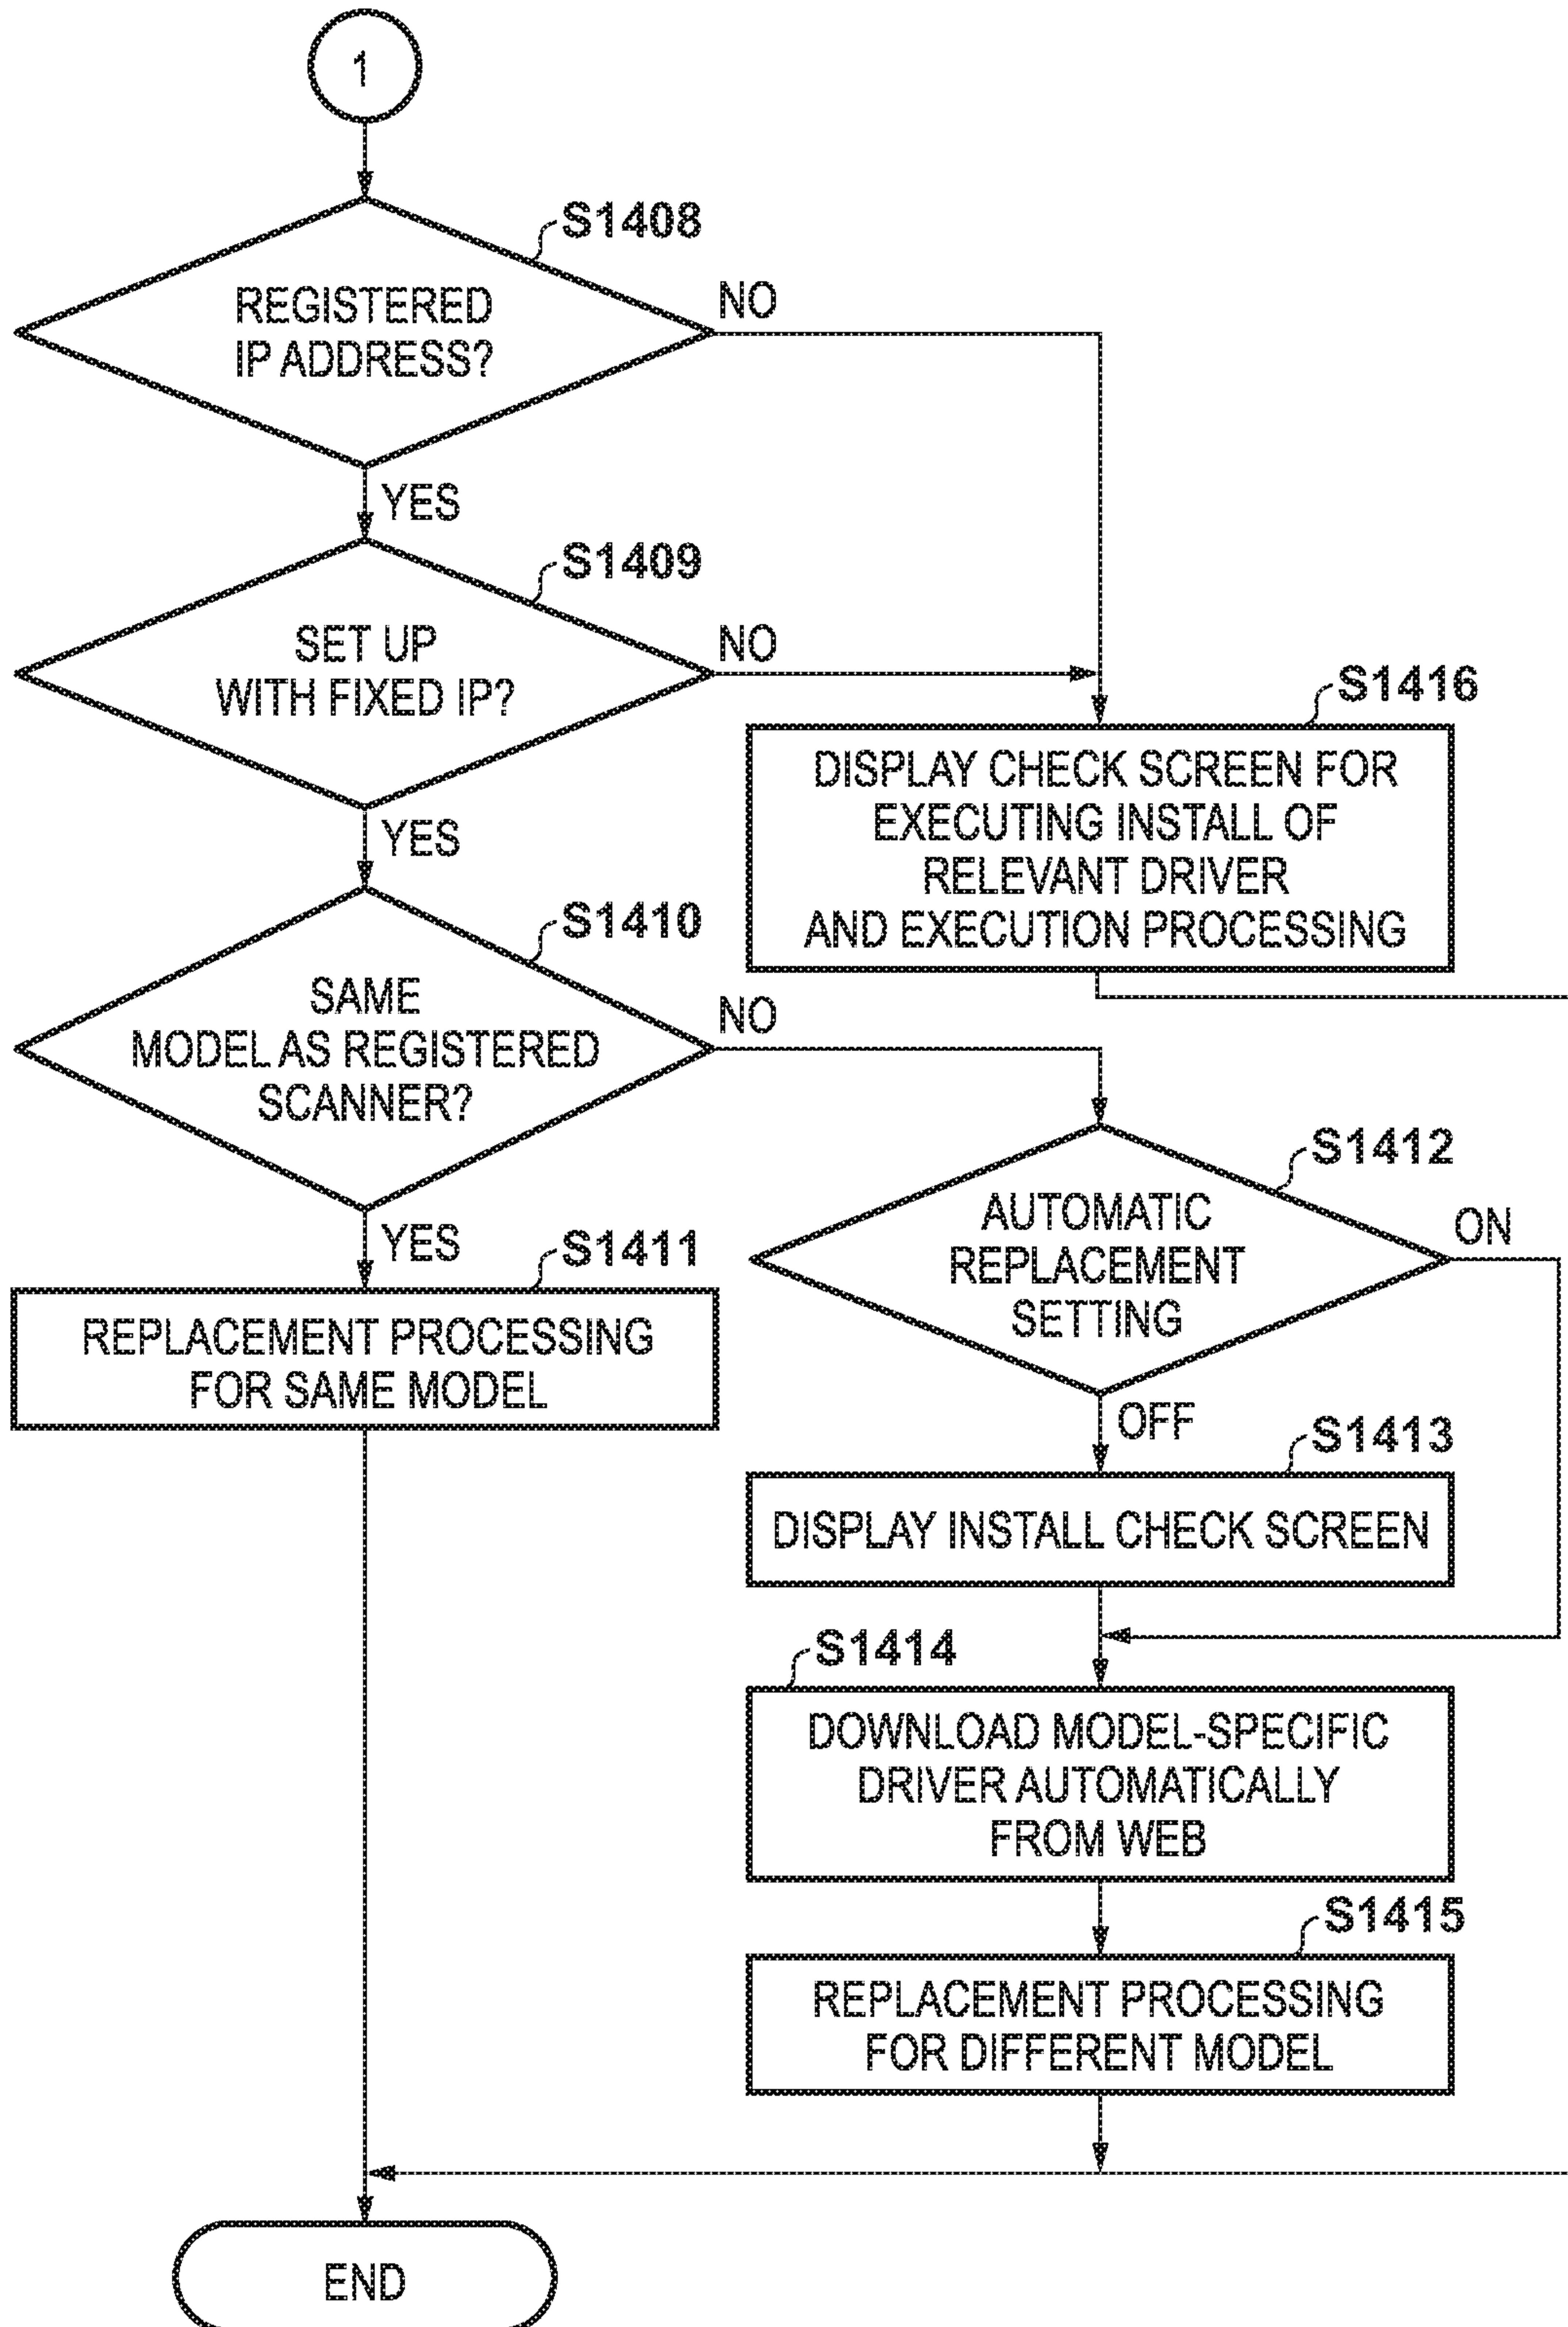 1
S1408
REGISTERED
IP ADDRESS?
NO
YES
S1409
SET UP
WITH FIXED IP?
NO
YES
S1416
DISPLAY CHECK SCREEN FOR
EXECUTING INSTALL OF
RELEVANT DRIVER
AND EXECUTION PROCESSING
S1410
SAME
MODEL AS REGISTERED
SCANNER?
NO
YES
S1411
REPLACEMENT PROCESSING
FOR SAME MODEL
S1412
AUTOMATIC
REPLACEMENT
SETTING
ON
OFF
S1413
DISPLAY INSTALL CHECK SCREEN
S1414
DOWNLOAD MODEL-SPECIFIC
DRIVER AUTOMATICALLY
FROM WEB
S1415
REPLACEMENT PROCESSING
FOR DIFFERENT MODEL
END